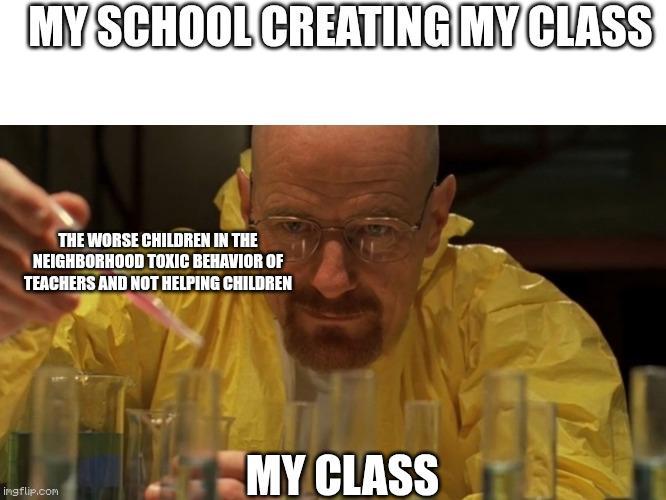 MY SCHOOL CREATING MY CLASS
THE WORSE CHILDREN IN THE
NEIGHBORHOOD TOXIC BEHAVIOR OF
TEACHERS AND NOT HELPING CHILDREN
MY CLASS
imgflip.com